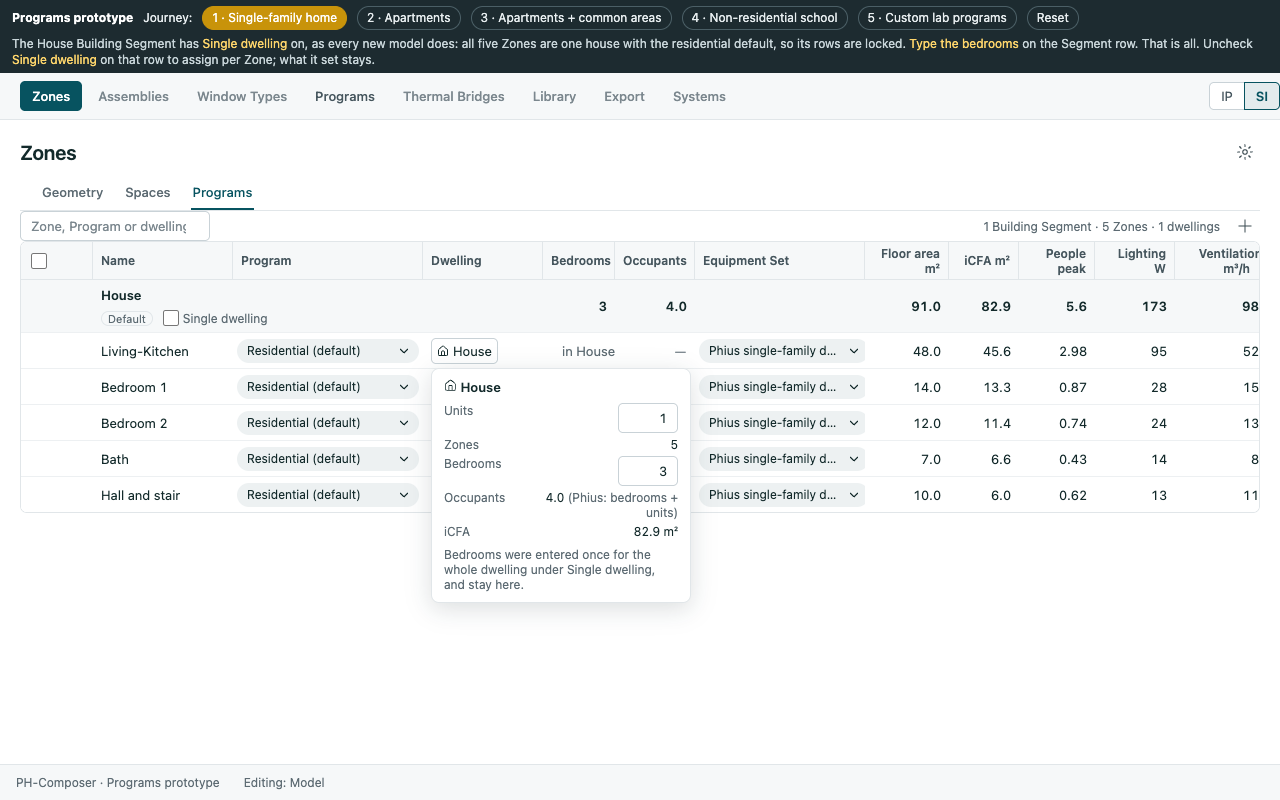 Programs prototype Journey: 1 · Single-family home 2 · Apartments 3 · Apartments + common areas 4 · Non-residential school 5 · Custom lab programs Reset
The House Building Segment has Single dwelling on, as every new model does: all five Zones are one house with the residential default, so its rows are locked. Type the bedrooms on the Segment row. That is all. Uncheck
Single dwelling on that row to assign per Zone; what it set stays.
Zones Assemblies Window Types Programs Thermal Bridges Library Export Systems IP SI
Zones
Geometry Spaces Programs
Zone, Program or dwelling 1 Building Segment · 5 Zones · 1 dwellings
Name Program Dwelling Bedrooms Occupants Equipment Set Floor area m² iCFA m² People peak Lighting W Ventilation m³/h
House
Default Single dwelling 3 4.0 91.0 82.9 5.6 173 98
Living-Kitchen Residential (default) House in House — Phius single-family d... 48.0 45.6 2.98 95 52
Bedroom 1 Residential (default) Phius single-family d... 14.0 13.3 0.87 28 15
Bedroom 2 Residential (default) Phius single-family d... 12.0 11.4 0.74 24 13
Bath Residential (default) Phius single-family d... 7.0 6.6 0.43 14 8
Hall and stair Residential (default) Phius single-family d... 10.0 6.0 0.62 13 11
House
Units 1
Zones 5
Bedrooms 3
Occupants 4.0 (Phius: bedrooms +
units)
iCFA 82.9 m²
Bedrooms were entered once for the
whole dwelling under Single dwelling,
and stay here.
PH-Composer · Programs prototype Editing: Model